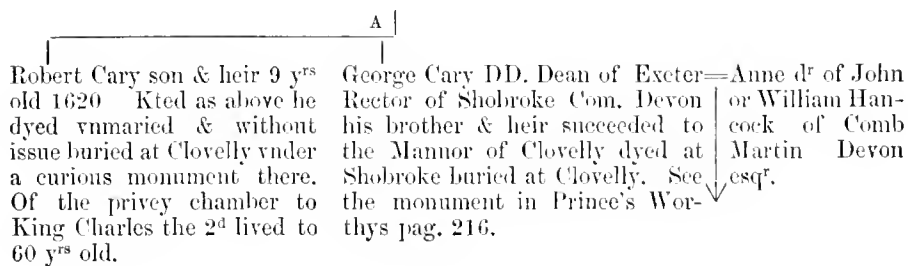 A
Robert Cary son & heir 9 yrs
old 1620 Kted as above he
dyed vnmaried & without
issue buried at Clovelly vnder
a curious monument there.
Of the privey chamber to
King Charles the 2d lived to
60 yrs old.
George Cary DD. Dean of Exeter=
Rector of Shobroke Com. Devon
his brother & heir succeeded to
the Mannor of Clovelly dyed at
Shobroke buried at Clovelly. See
the monument in Prince's Wor-
thys pag. 216.
Anne dr of John
or William Han-
cock of Comb
Martin Devon
esqr.